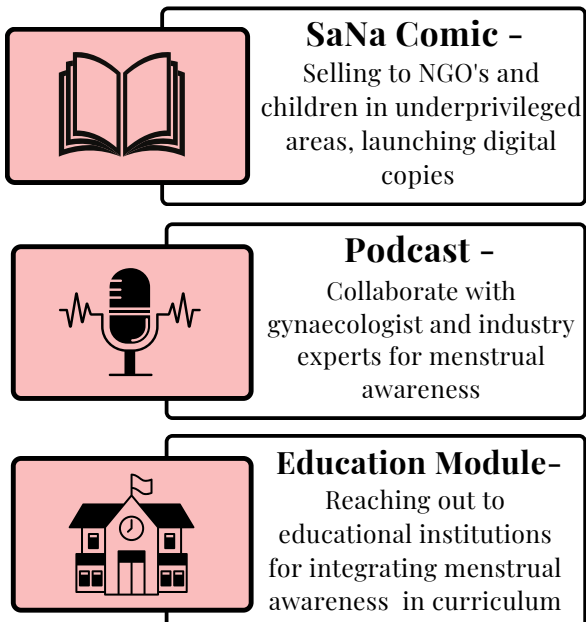 SaNa Comic -
Selling to NGO's and
children in underprivileged
areas, launching digital
copies
Podcast -
Collaborate with
gynaecologist and industry
experts for menstrual
awareness
Education Module-
Reaching out to
educational institutions
for integrating menstrual
awareness in curriculum